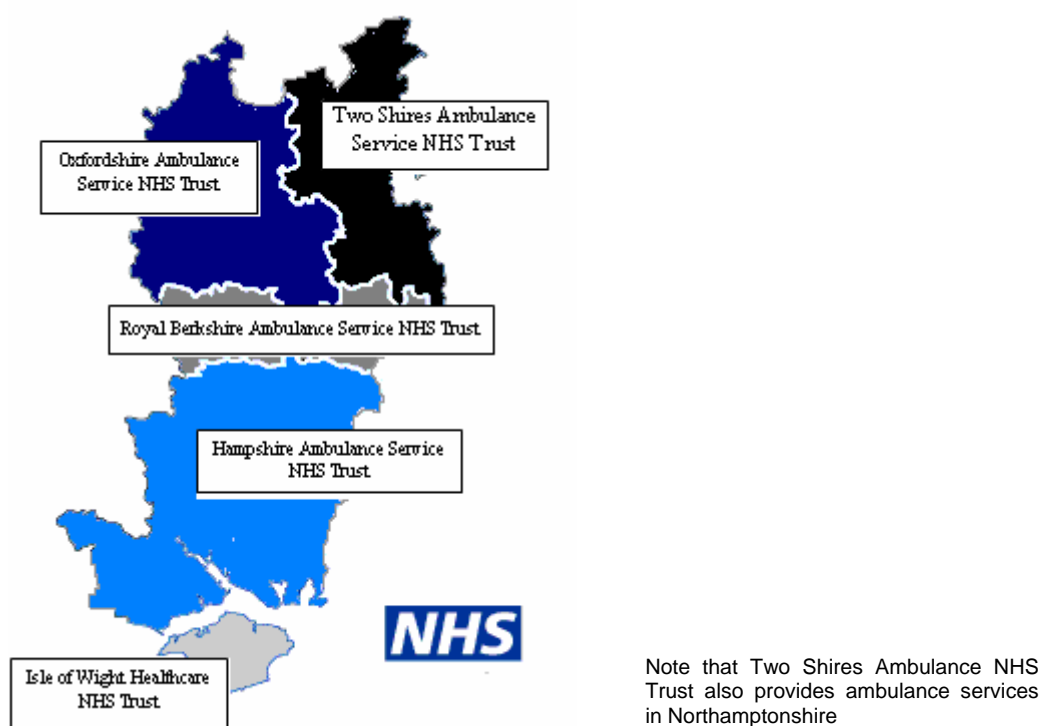 Two Shires Ambulance
Service NHS Trust
Oxfordshire Ambulance
Service NHS Trust
Royal Berkshire Ambulance Service NHS Trust
Hampshire Ambulance Service
NHS Trust
NHS
Isle of Wight Healthcare
NHS Trust
Note that Two Shires Ambulance NHS
Trust also provides ambulance services
in Northamptonshire